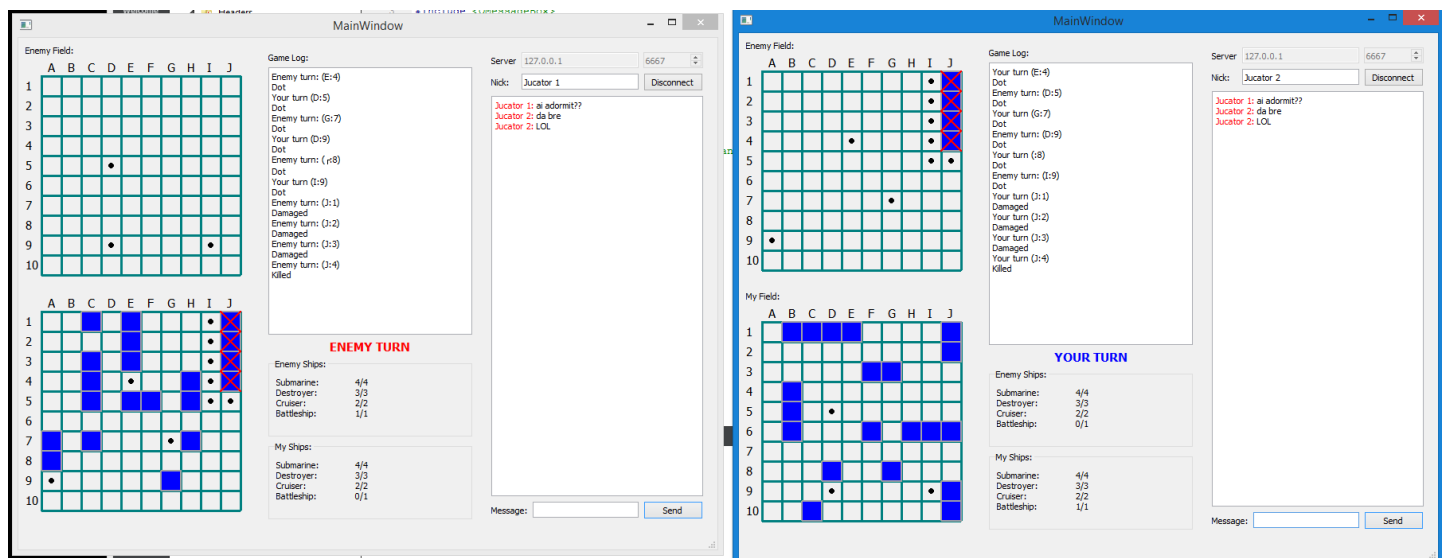 MainWindow
Enemy Field:
A B C D E F G H I J
1
2
3
4
5
6
7
8
9
10
A B C D E F G H I J
1
2
3
4
5
6
7
8
9
10
Game Log:
Enemy turn: (E:4)
Dot
Your turn (D:5)
Dot
Enemy turn: (G:7)
Dot
Your turn (D:9)
Dot
Dot
Your turn (I:9)
Dot
Enemy turn: (J:1)
Damaged
Enemy turn: (J:2)
Damaged
Enemy turn: (J:3)
Damaged
Enemy turn: (J:4)
Killed
ENEMY TURN
Enemy Ships:
Submarine: 4/4
Destroyer: 3/3
Cruiser: 2/2
Battleship: 1/1
My Ships:
Submarine: 4/4
Destroyer: 3/3
Cruiser: 2/2
Battleship: 0/1
Server 127.0.0.1 6667
Nick: Jucator 1 Disconnect
Jucator 1: ai adormit??
Jucator 2: da bre
Jucator 2: LOL
Message: Send
MainWindow
Enemy Field:
A B C D E F G H I J
1
2
3
4
5
6
7
8
9
10
My Field:
A B C D E F G H I J
1
2
3
4
5
6
7
8
9
10
Game Log:
Your turn (E:4)
Dot
Enemy turn: (D:5)
Dot
Your turn (G:7)
Dot
Enemy turn: (D:9)
Dot
Your turn (:8)
Dot
Enemy turn: (I:9)
Dot
Your turn (J:1)
Damaged
Your turn (J:2)
Damaged
Your turn (J:3)
Damaged
Your turn (J:4)
Killed
YOUR TURN
Enemy Ships:
Submarine: 4/4
Destroyer: 3/3
Cruiser: 2/2
Battleship: 0/1
My Ships:
Submarine: 4/4
Destroyer: 3/3
Cruiser: 2/2
Battleship: 1/1
Server 127.0.0.1 6667
Nick: Jucator 2 Disconnect
Jucator 1: ai adormit??
Jucator 2: da bre
Jucator 2: LOL
Message: Send